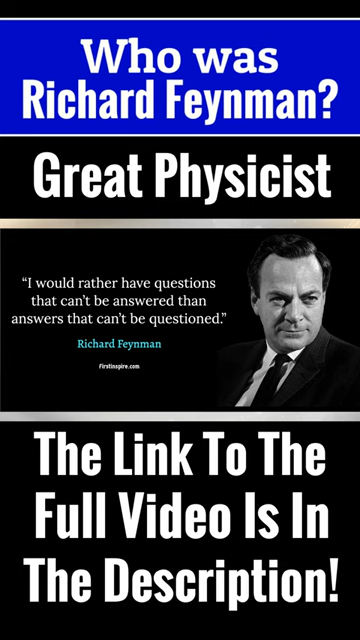 Who was
Richard Feynman?
Great Physicist
“I would rather have questions
that can’t be answered than
answers that can’t be questioned.”
Richard Feynman
Firstinspire.com
The Link To The
Full Video Is In
The Description!